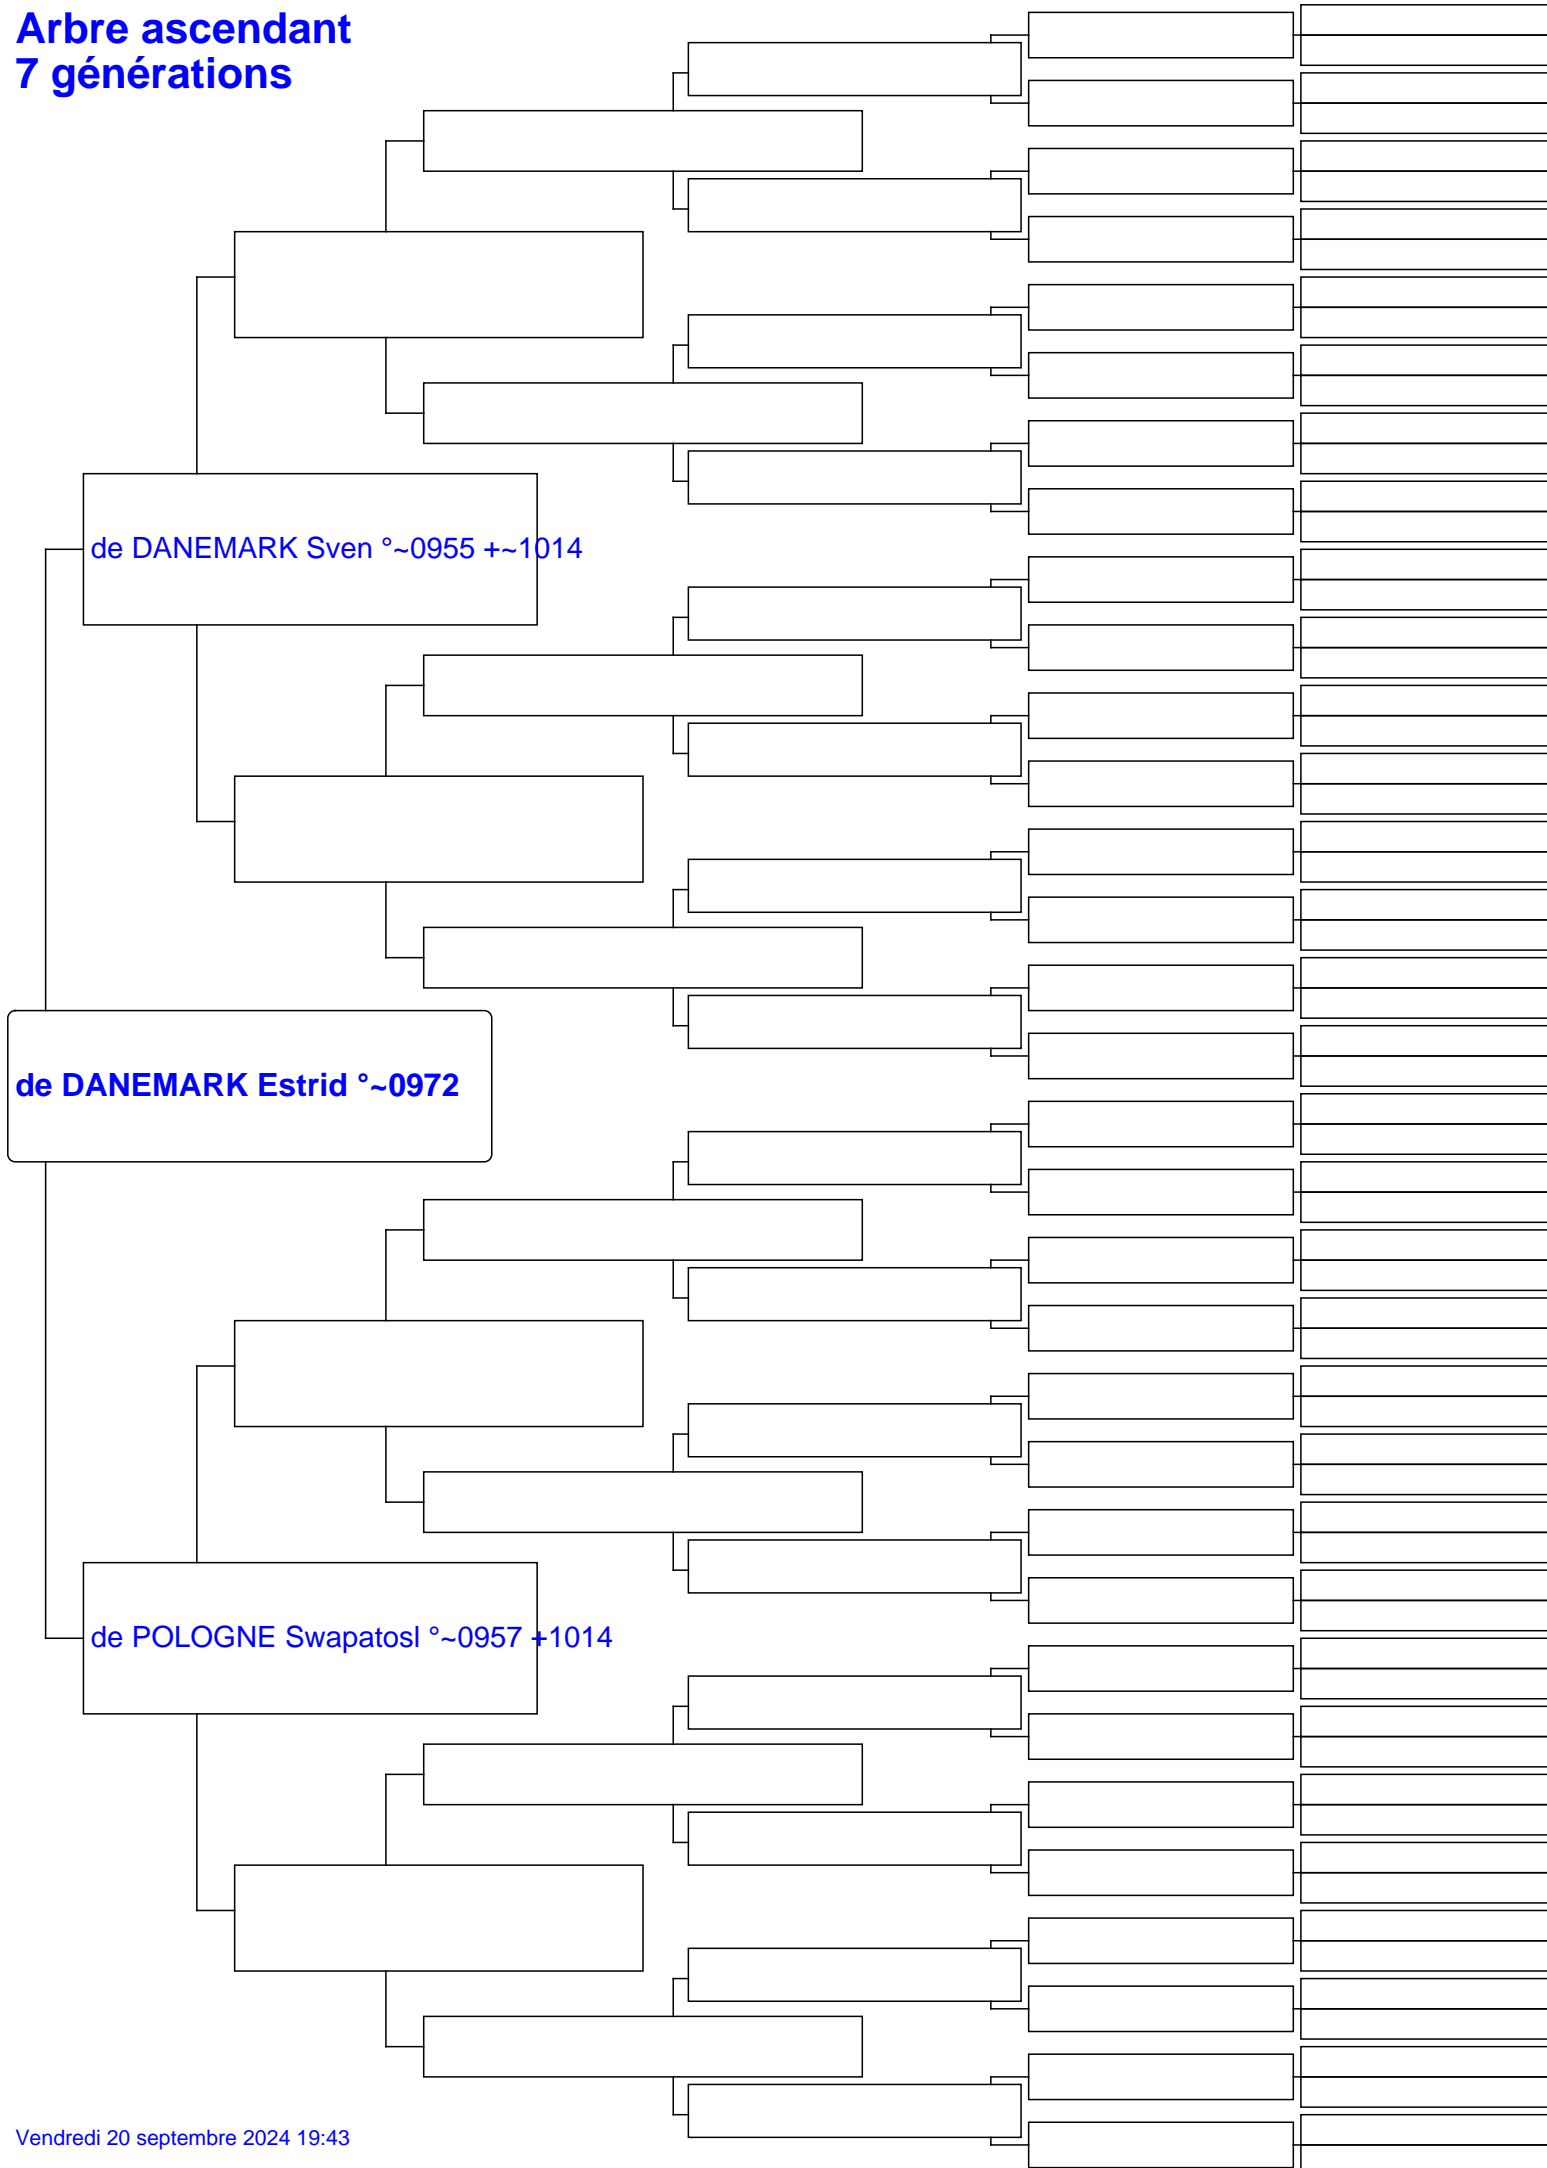 Arbre ascendant
7 générations
de DANEMARK Sven °~0955 +~1014
de DANEMARK Estrid °~0972
de POLOGNE Swapatosl °~0957 +1014
Vendredi 20 septembre 2024 19:43